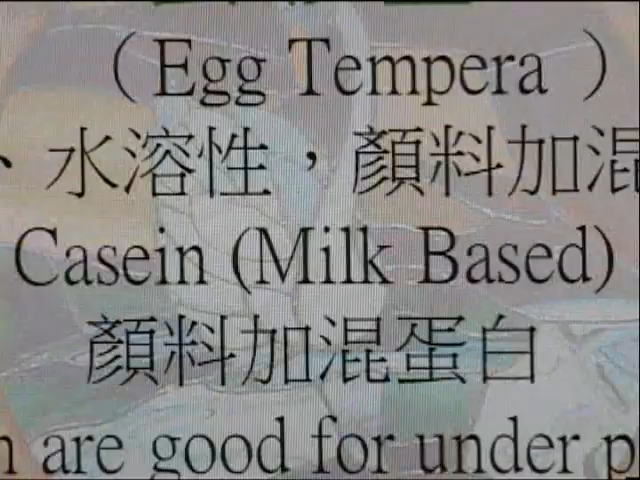 （Egg Tempera）
、水溶性，顏料加混
Casein (Milk Based)
顏料加混蛋白
are good for under p